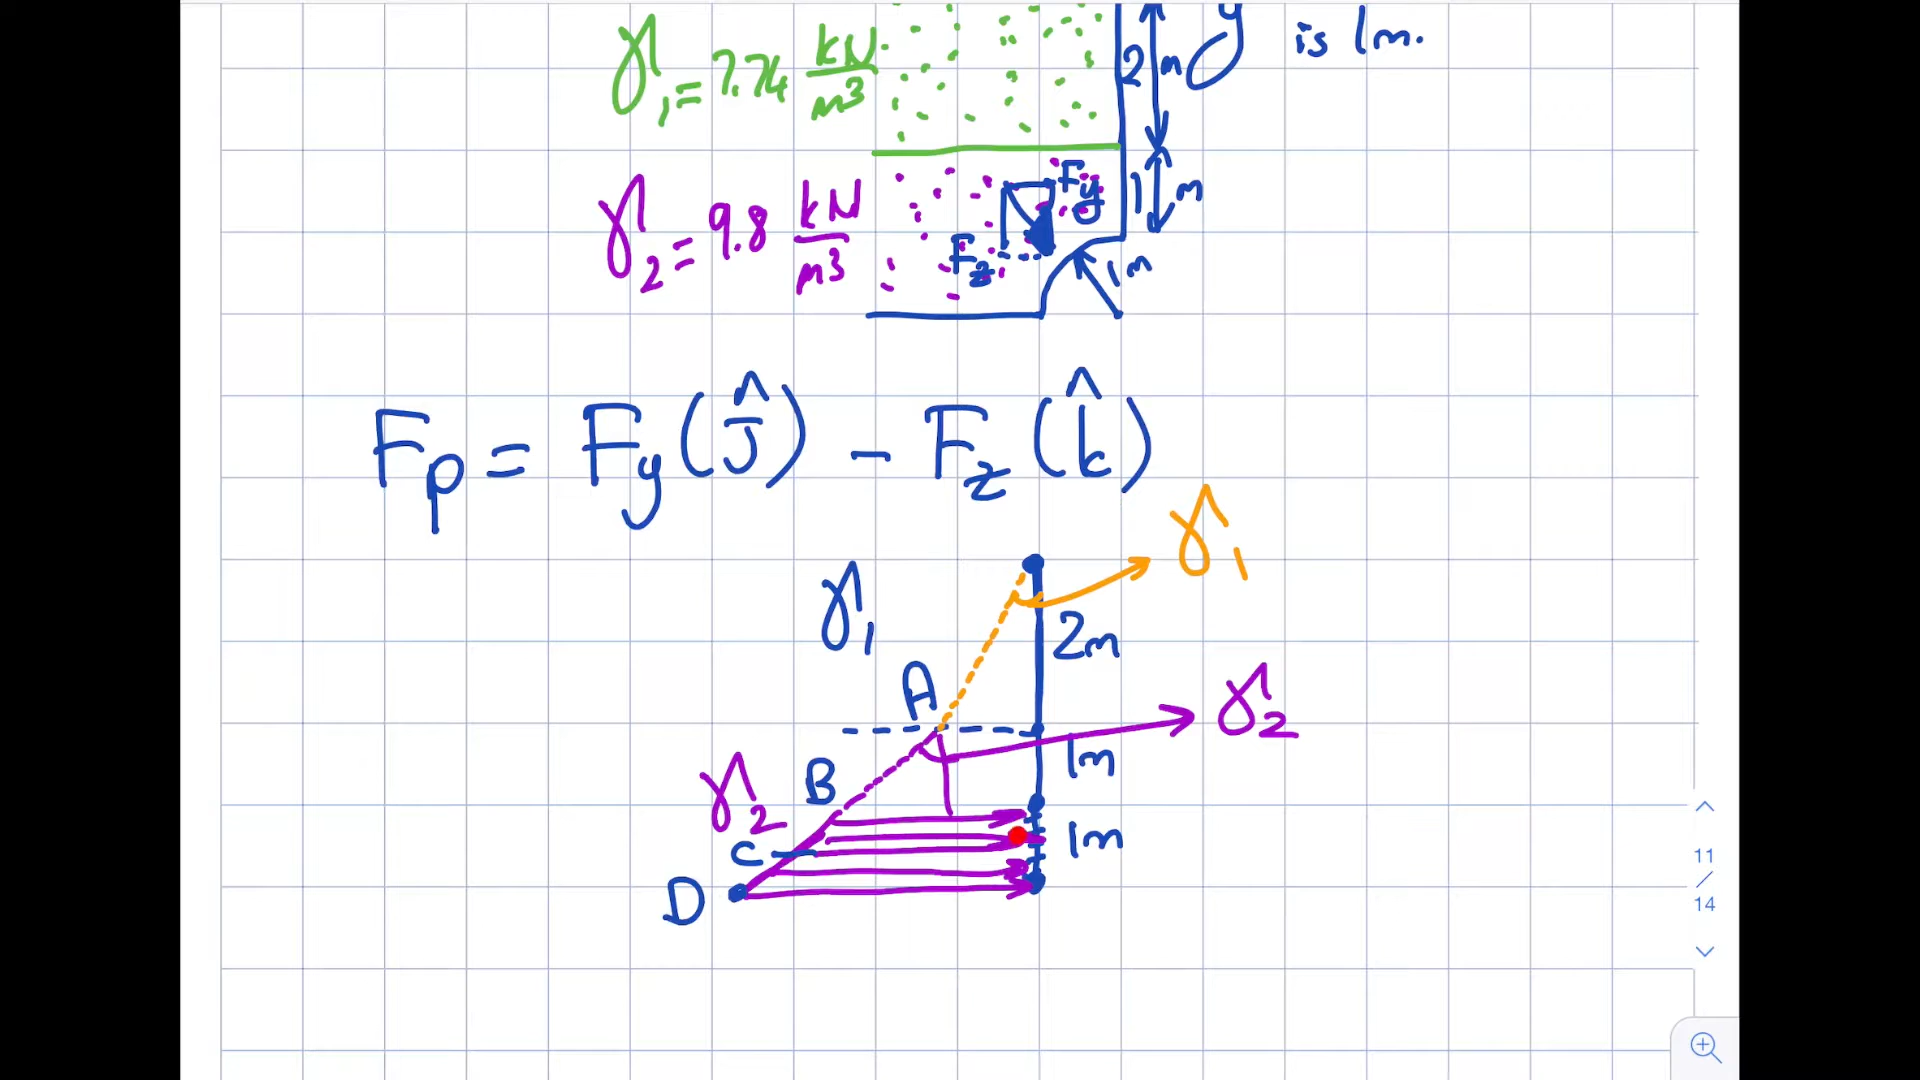 γ₁ = 7.74 kN/m³
2m
y
is 1m.
γ₂ = 9.8 kN/m³
Fy
1m
Fz
1m
Fp = Fy(ĵ) - Fz(k̂)
γ₁
γ₁
2m
A
γ₂
B
1m
γ₂
C
1m
D
11
/
14